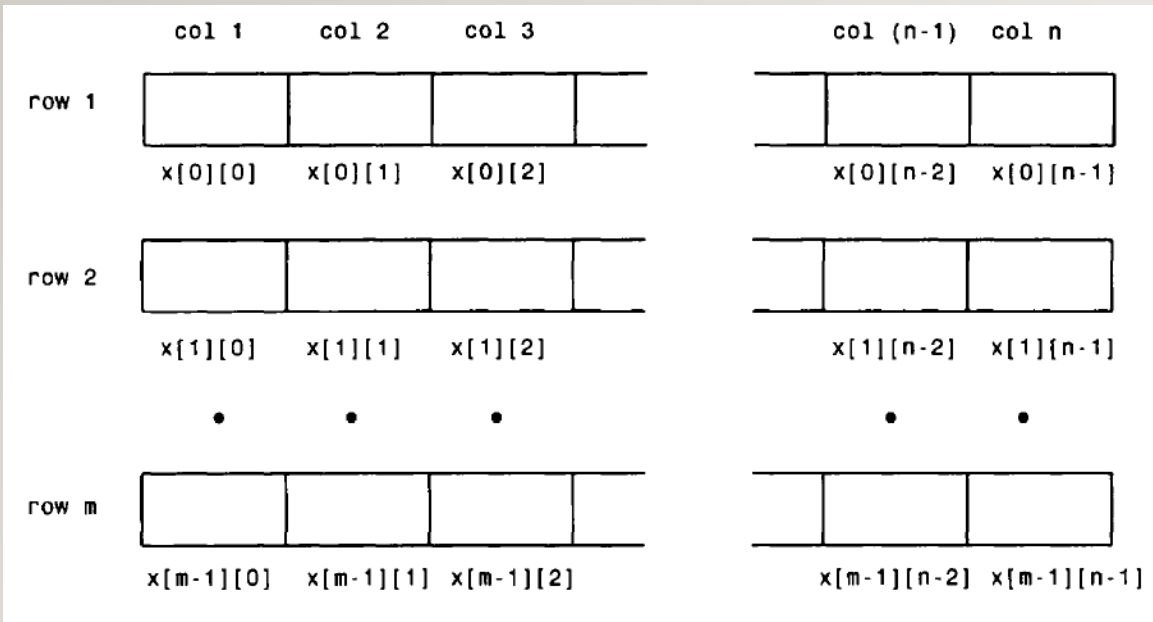 col 1 col 2 col 3 col (n-1) col n
row 1
x[0][0] x[0][1] x[0][2] x[0][n-2] x[0][n-1]
row 2
x[1][0] x[1][1] x[1][2] x[1][n-2] x[1][n-1]
row m
x[m-1][0] x[m-1][1] x[m-1][2] x[m-1][n-2] x[m-1][n-1]